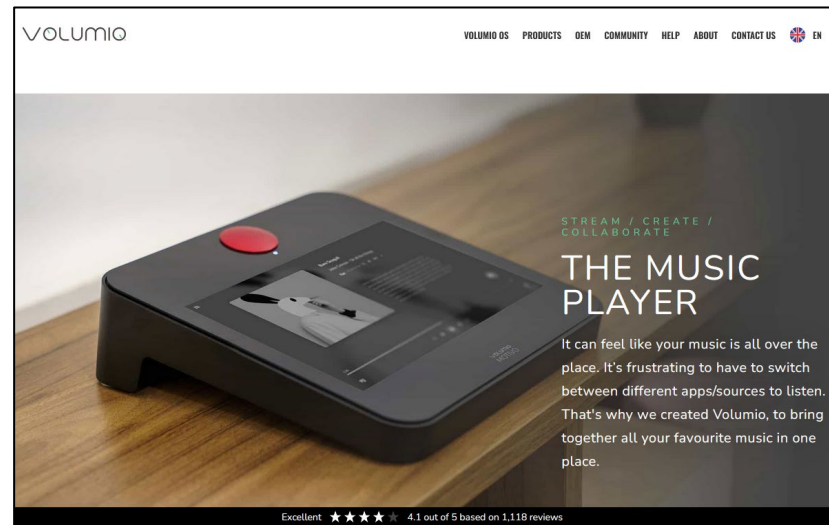 VOLUMIO
VOLUMIO OS PRODUCTS OEM COMMUNITY HELP ABOUT CONTACT US EN
STREAM / CREATE /
COLLABORATE
THE MUSIC
PLAYER
It can feel like your music is all over the
place. It's frustrating to have to switch
between different apps/sources to listen.
That's why we created Volumio, to bring
together all your favourite music in one
place.
VOLUMIO
Excellent 4.1 out of 5 based on 1,118 reviews